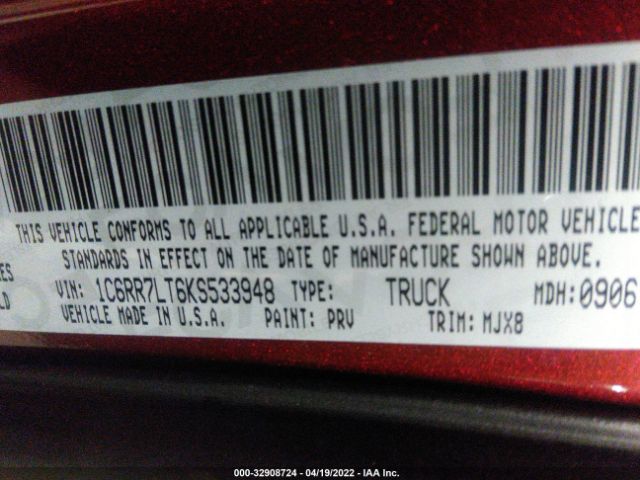 THIS VEHICLE CONFORMS TO ALL APPLICABLE U.S.A. FEDERAL MOTOR VEHICLE
STANDARDS IN EFFECT ON THE DATE OF MANUFACTURE SHOWN ABOVE.
VIN: 1C6RR7LT6KS533948 TYPE: TRUCK MDH:0906
VEHICLE MADE IN U.S.A. PAINT: PRV TRIM: MJX8
000-32908724 - 04/19/2022 - IAA Inc.